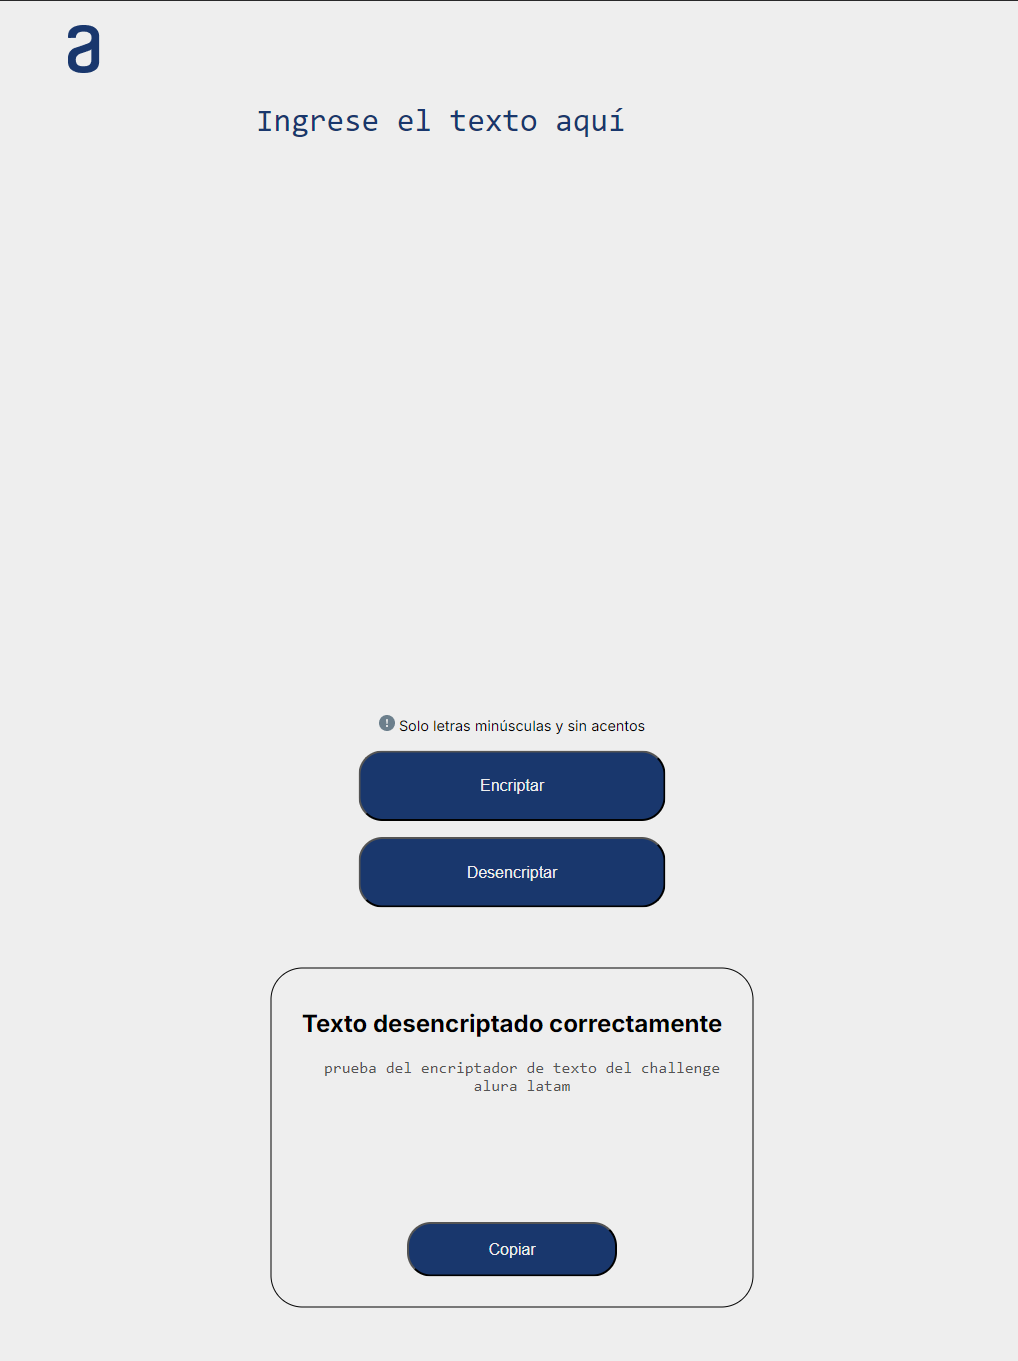 a
Ingrese el texto aquí
Solo letras minúsculas y sin acentos
Encriptar
Desencriptar
Texto desencriptado correctamente
prueba del encriptador de texto del challenge
alura latam
Copiar